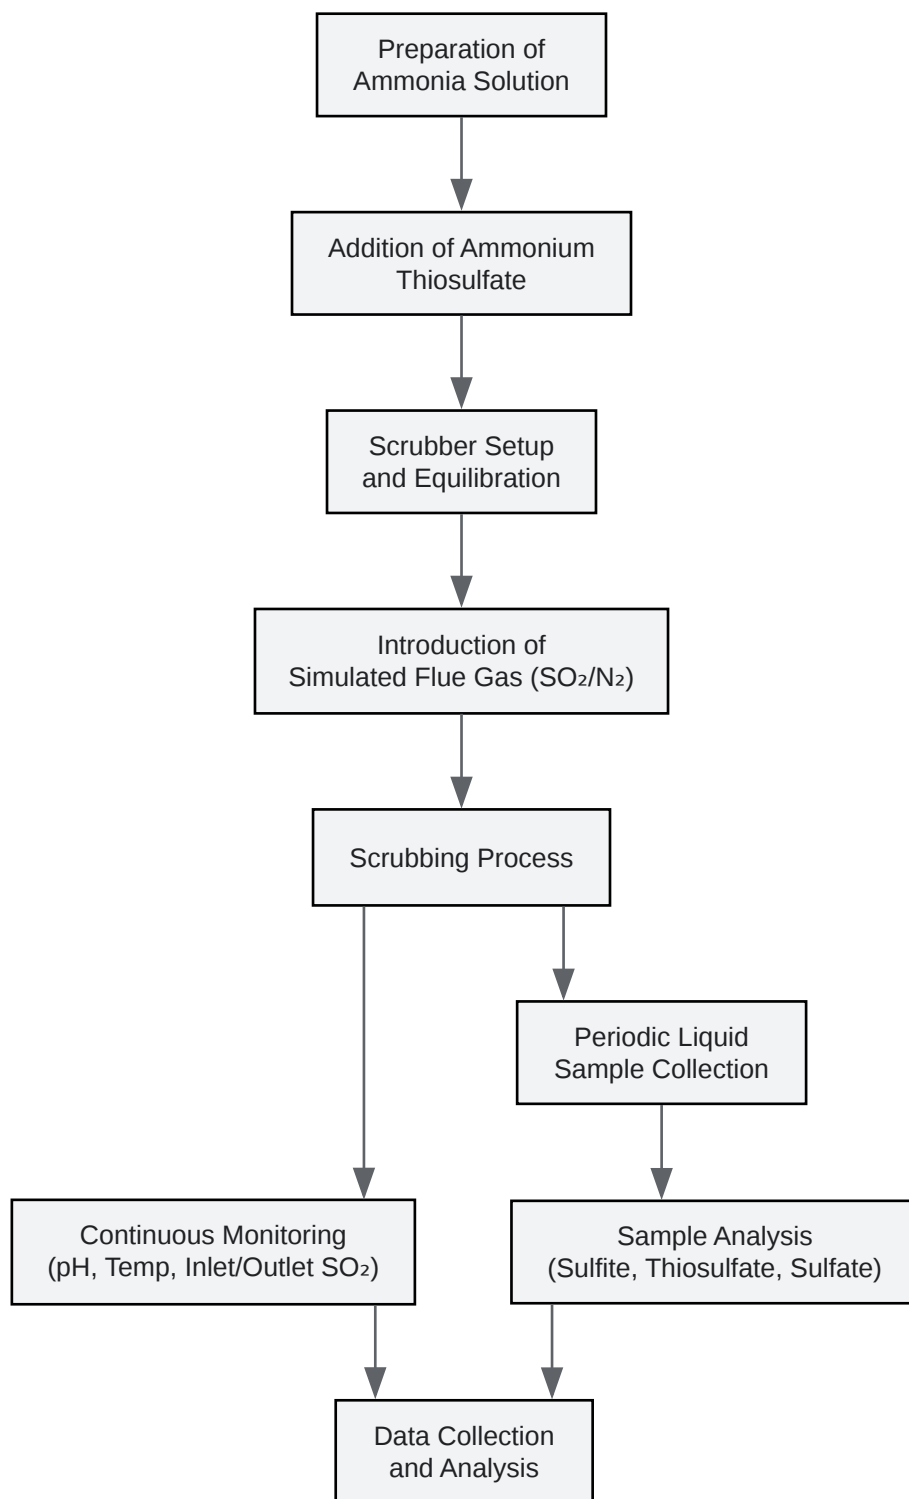 Preparation of
Ammonia Solution
Addition of Ammonium
Thiosulfate
Scrubber Setup
and Equilibration
Introduction of
Simulated Flue Gas (SO₂/N₂)
Scrubbing Process
Periodic Liquid
Sample Collection
Continuous Monitoring
(pH, Temp, Inlet/Outlet SO₂)
Sample Analysis
(Sulfite, Thiosulfate, Sulfate)
Data Collection
and Analysis